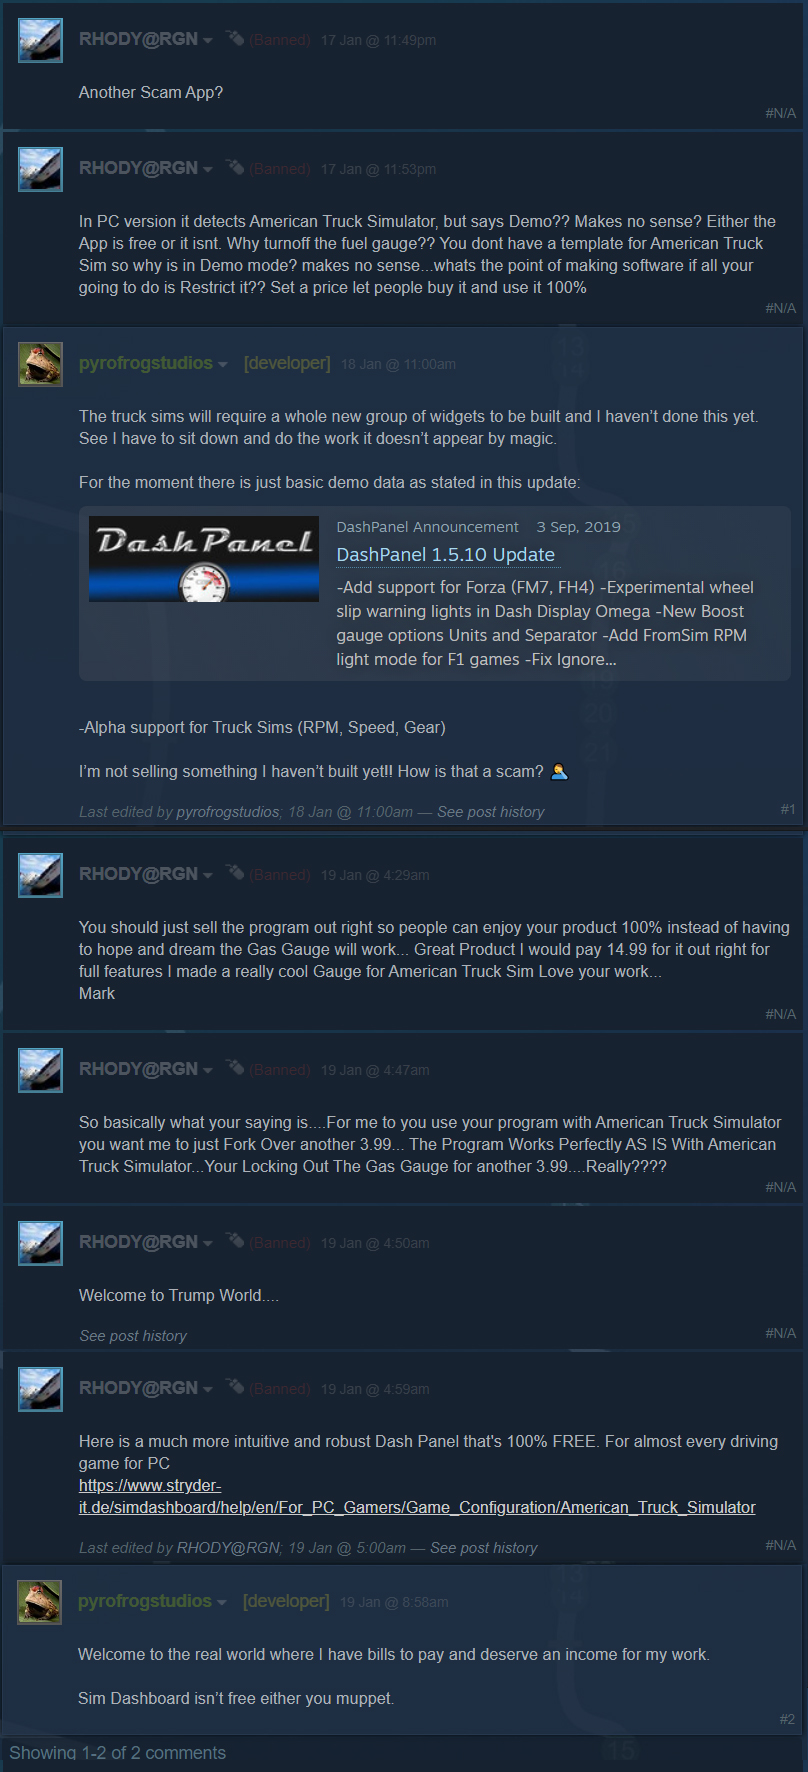 RHODY@RGN (Banned) 17 Jan @ 11:49pm
Another Scam App?
#N/A
RHODY@RGN (Banned) 17 Jan @ 11:53pm
In PC version it detects American Truck Simulator, but says Demo?? Makes no sense? Either the
App is free or it isnt. Why turnoff the fuel gauge?? You dont have a template for American Truck
Sim so why is in Demo mode? makes no sense...whats the point of making software if all your
going to do is Restrict it?? Set a price let people buy it and use it 100%
#N/A
pyrofrogstudios [developer] 18 Jan @ 11:00am
The truck sims will require a whole new group of widgets to be built and I haven’t done this yet.
See I have to sit down and do the work it doesn’t appear by magic.
For the moment there is just basic demo data as stated in this update:
DashPanel
DashPanel Announcement 3 Sep, 2019
DashPanel 1.5.10 Update
-Add support for Forza (FM7, FH4) -Experimental wheel
slip warning lights in Dash Display Omega -New Boost
gauge options Units and Separator -Add FromSim RPM
light mode for F1 games -Fix Ignore...
-Alpha support for Truck Sims (RPM, Speed, Gear)
I’m not selling something I haven’t built yet!! How is that a scam? 🤦‍♂️
Last edited by pyrofrogstudios; 18 Jan @ 11:00am — See post history
#1
RHODY@RGN (Banned) 19 Jan @ 4:29am
You should just sell the program out right so people can enjoy your product 100% instead of having
to hope and dream the Gas Gauge will work... Great Product I would pay 14.99 for it out right for
full features I made a really cool Gauge for American Truck Sim Love your work...
Mark
#N/A
RHODY@RGN (Banned) 19 Jan @ 4:47am
So basically what your saying is....For me to you use your program with American Truck Simulator
you want me to just Fork Over another 3.99... The Program Works Perfectly AS IS With American
Truck Simulator...Your Locking Out The Gas Gauge for another 3.99....Really????
#N/A
RHODY@RGN (Banned) 19 Jan @ 4:50am
Welcome to Trump World....
See post history
#N/A
RHODY@RGN (Banned) 19 Jan @ 4:59am
Here is a much more intuitive and robust Dash Panel that's 100% FREE. For almost every driving
game for PC
https://www.stryder-
it.de/simdashboard/help/en/For_PC_Gamers/Game_Configuration/American_Truck_Simulator
Last edited by RHODY@RGN; 19 Jan @ 5:00am — See post history
#N/A
pyrofrogstudios [developer] 19 Jan @ 8:58am
Welcome to the real world where I have bills to pay and deserve an income for my work.
Sim Dashboard isn’t free either you muppet.
#2
Showing 1-2 of 2 comments